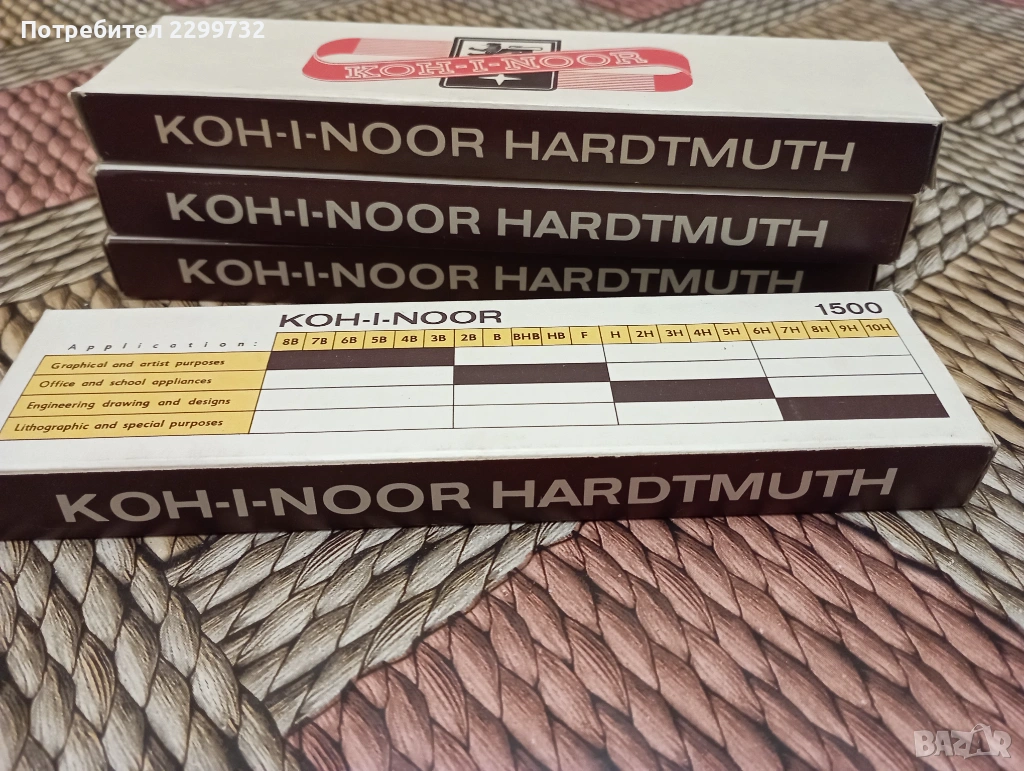 Потребител 2299732
KOH-I-NOOR
KOH-I-NOOR HARDTMUTH
KOH-I-NOOR HARDTMUTH
KOH-I-NOOR HARDTMUTH
KOH-I-NOOR 1500
Application: 8B 7B 6B 5B 4B 3B 2B B BHB HB F H 2H 3H 4H 5H 6H 7H 8H 9H 10H
Graphical and artist purposes
Office and school appliances
Engineering drawing and designs
Lithographic and special purposes
KOH-I-NOOR HARDTMUTH
BAZAR